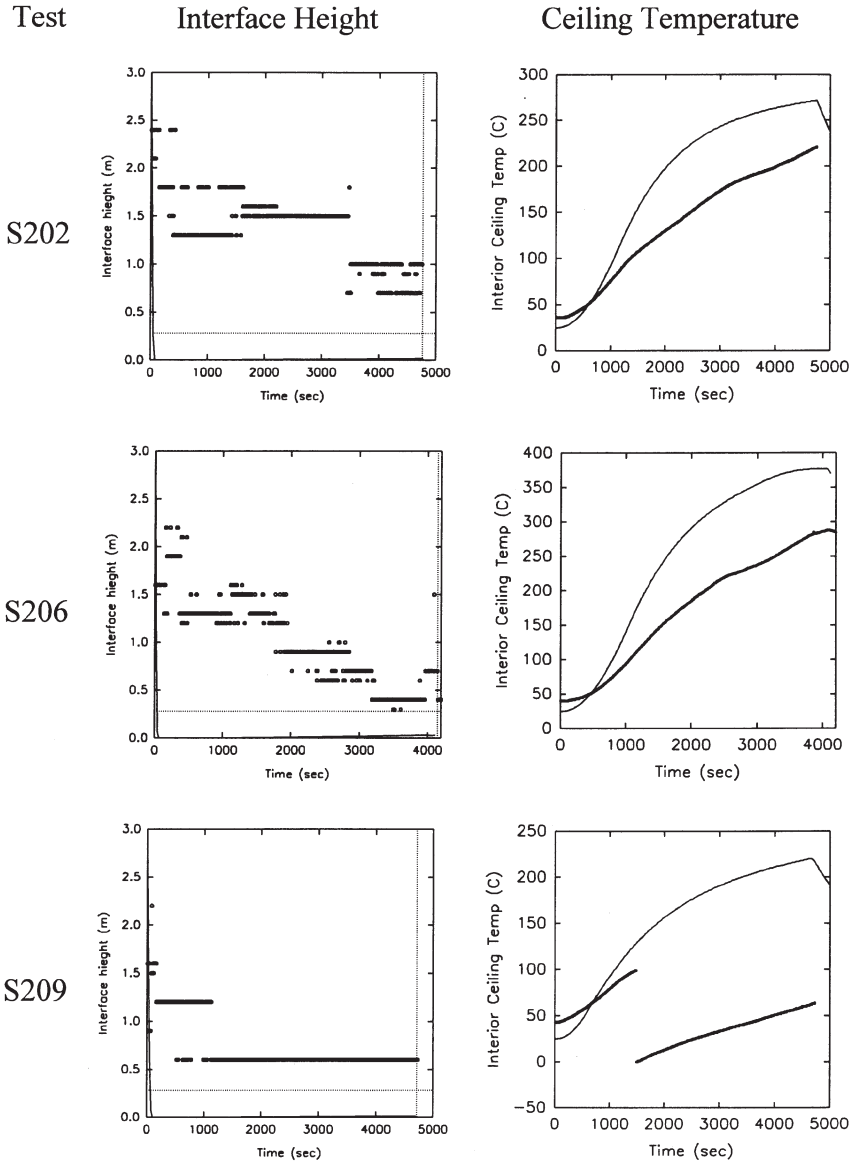 Test Interface Height Ceiling Temperature
S202
Interface hieght (m)
3.0
2.5
2.0
1.5
1.0
0.5
0.0
0 1000 2000 3000 4000 5000
Time (sec)
Interior Ceiling Temp (C)
300
250
200
150
100
50
0
0 1000 2000 3000 4000 5000
Time (sec)
S206
Interface hieght (m)
3.0
2.5
2.0
1.5
1.0
0.5
0.0
0 1000 2000 3000 4000
Time (sec)
Interior Ceiling Temp (C)
400
350
300
250
200
150
100
50
0
0 1000 2000 3000 4000
Time (sec)
S209
Interface hieght (m)
3.0
2.5
2.0
1.5
1.0
0.5
0.0
0 1000 2000 3000 4000 5000
Time (sec)
Interior Ceiling Temp (C)
250
200
150
100
50
0
-50
0 1000 2000 3000 4000 5000
Time (sec)